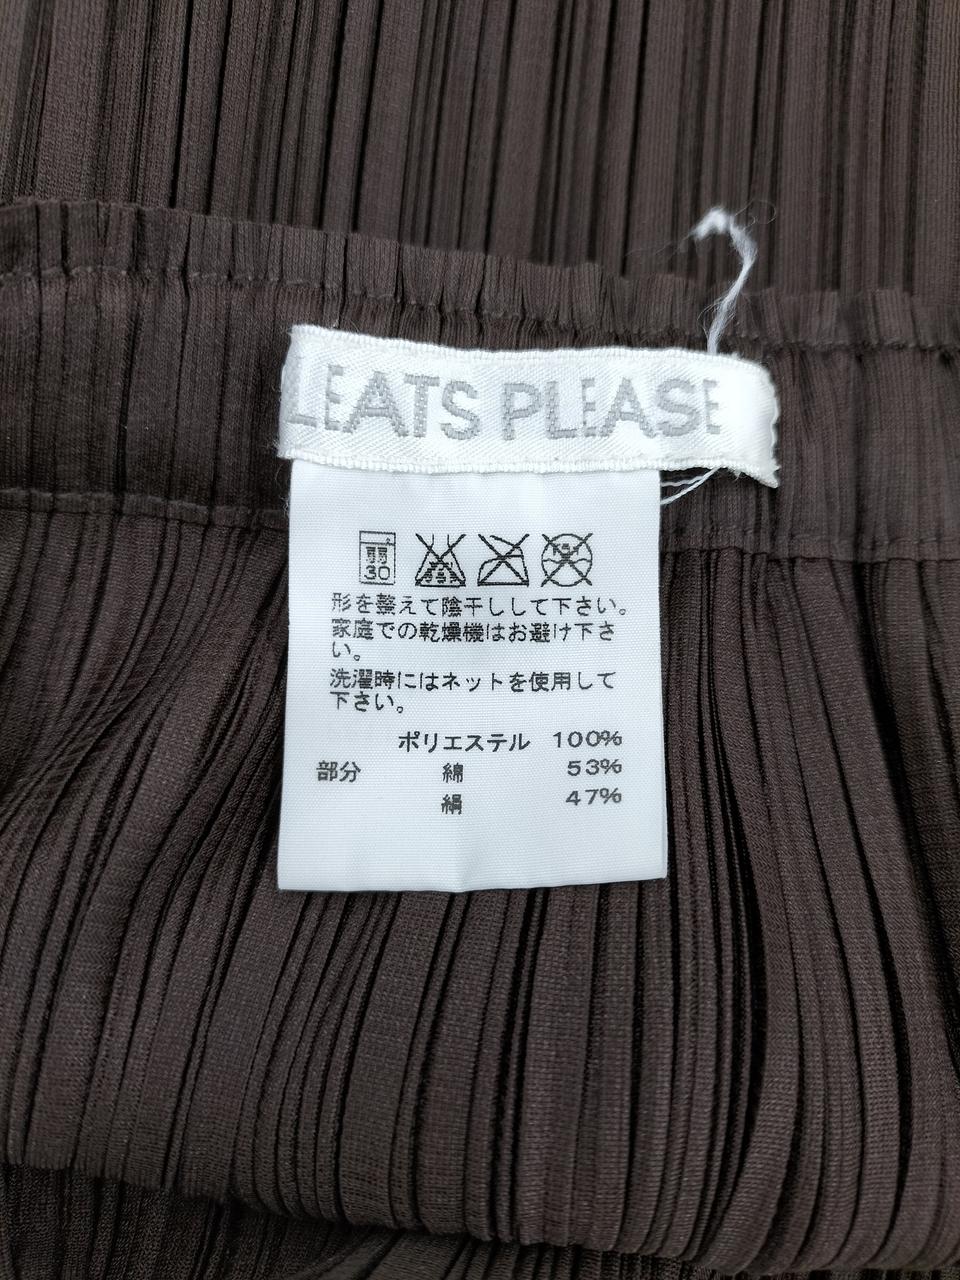 LEATS PLEASE
弱
30
形を整えて陰干しして下さい。
家庭での乾燥機はお避け下さ
い。
洗濯時にはネットを使用して
下さい。
ポリエステル 100%
部分 綿 53%
絹 47%